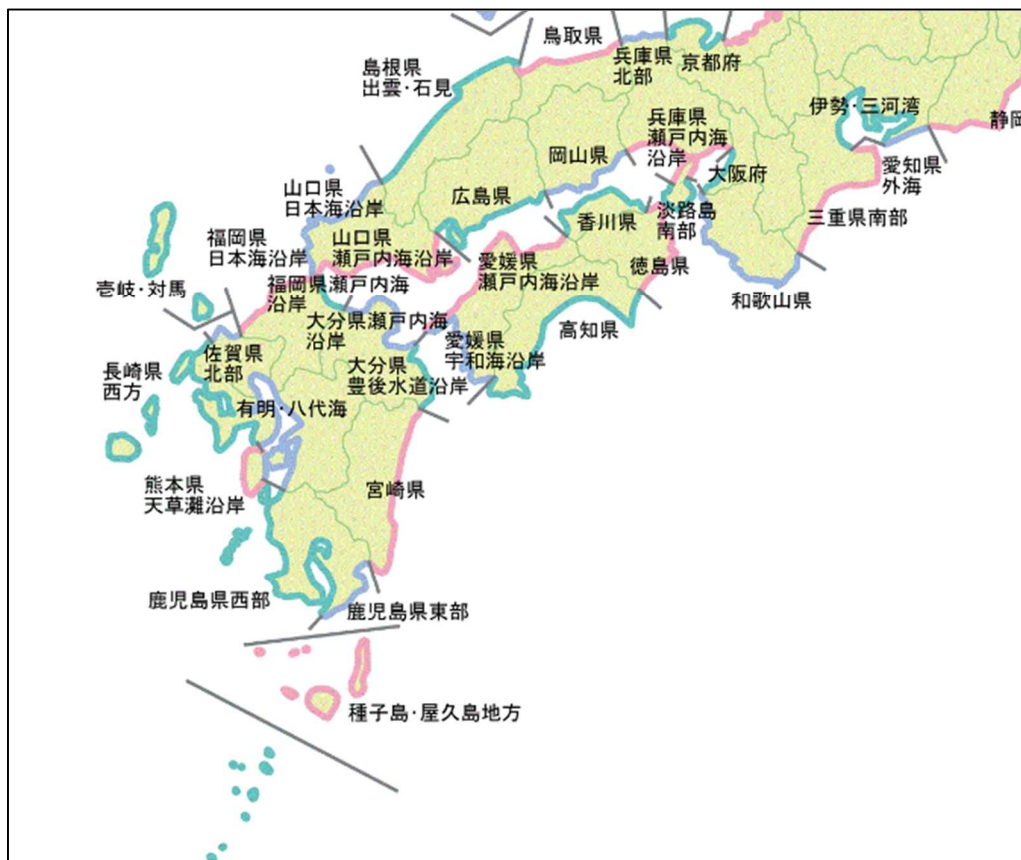 鳥取県
兵庫県
北部
京都府
島根県
出雲・石見
伊勢・三河湾
静岡
兵庫県
瀬戸内海
沿岸
岡山県
大阪府
愛知県
外海
山口県
日本海沿岸
広島県
香川県
淡路島
南部
三重県南部
福岡県
日本海沿岸
山口県
瀬戸内海沿岸
愛媛県
瀬戸内海沿岸
徳島県
壱岐・対馬
福岡県瀬戸内海
沿岸
和歌山県
大分県瀬戸内海
沿岸
高知県
愛媛県
宇和海沿岸
佐賀県
北部
長崎県
西方
大分県
豊後水道沿岸
有明・八代海
熊本県
天草灘沿岸
宮崎県
鹿児島県西部
鹿児島県東部
種子島・屋久島地方